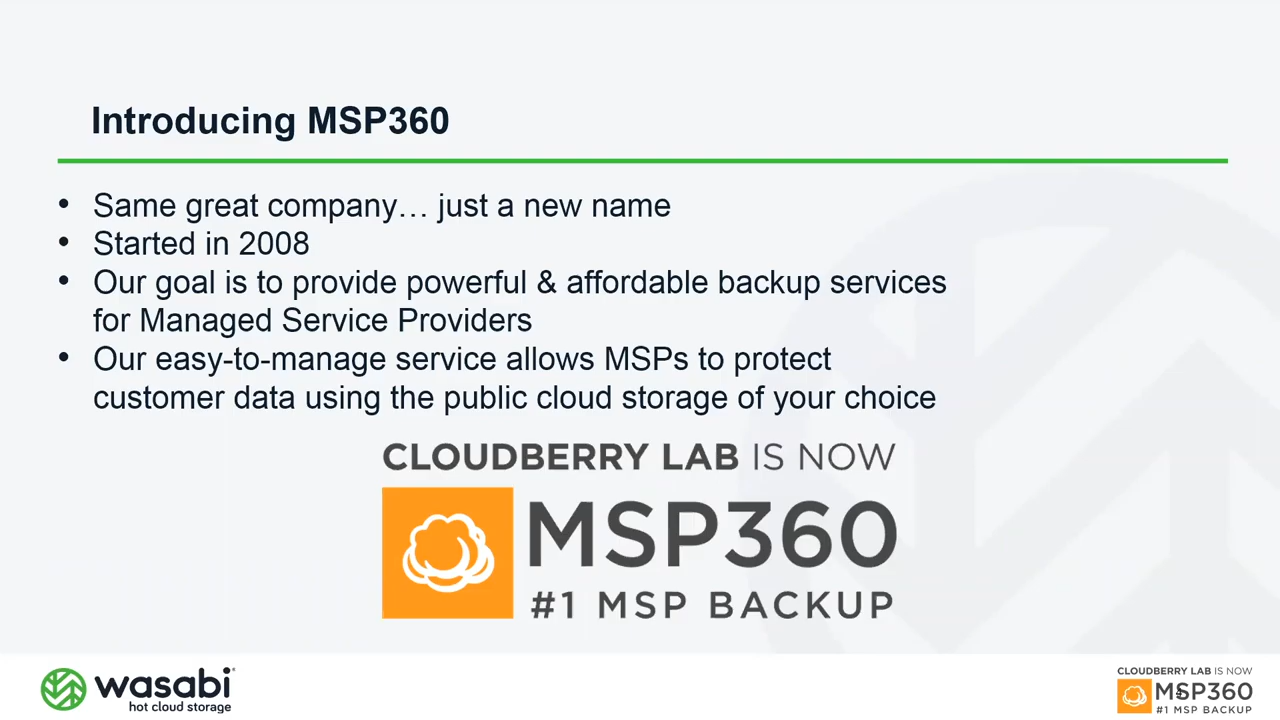 Introducing MSP360
• Same great company… just a new name
• Started in 2008
• Our goal is to provide powerful & affordable backup services
for Managed Service Providers
• Our easy-to-manage service allows MSPs to protect
customer data using the public cloud storage of your choice
CLOUDBERRY LAB IS NOW
MSP360
#1 MSP BACKUP
wasabi
hot cloud storage
CLOUDBERRY LAB IS NOW
MSP360
#1 MSP BACKUP